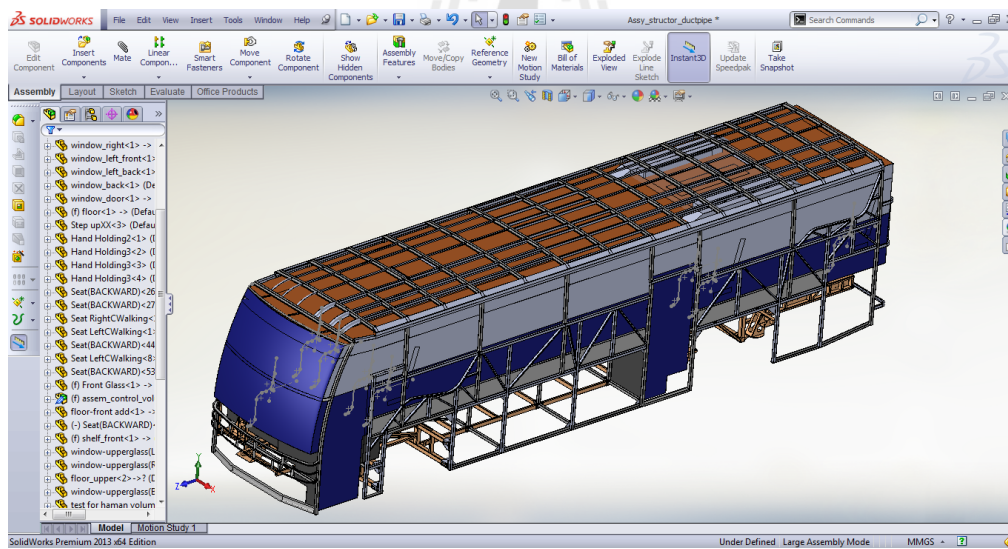 SOLIDWORKS File Edit View Insert Tools Window Help Assy_structor_ductpipe * Search Commands
Edit Component
Insert Components
Mate
Linear Compon...
Smart Fasteners
Move Component
Rotate Component
Show Hidden Components
Assembly Features
Move/Copy Bodies
Reference Geometry
New Motion Study
Bill of Materials
Exploded View
Explode Line Sketch
Instant3D
Update Speedpak
Take Snapshot
Assembly Layout Sketch Evaluate Office Products
window_right<1> ->
window_left_front<1>
window_left_back<1>
window_back<1> (De
window_door<1> ->
(f) floor<1> -> (Defau
Step upXX<3> (Defau
Hand Holding2<1> (I
Hand Holding3<2> (I
Hand Holding3<3> (I
Hand Holding3<4> (I
Seat(BACKWARD)<26
Seat(BACKWARD)<27
Seat RightCWalking<
Seat LeftCWalking<1>
Seat(BACKWARD)<44
Seat LeftCWalking<8>
Seat(BACKWARD)<53
(f) Front Glass<1> ->
(f) assem_control_vol
floor-front add<1> ->
(-) Seat(BACKWARD)<
(f) shelf_front<1> ->
window-upperglass(L
window-upperglass(R
floor_upper<2>->? (D
window-upperglass(E
test for haman volum
Y
Z
X
Model Motion Study 1
SolidWorks Premium 2013 x64 Edition Under Defined Large Assembly Mode MMGS